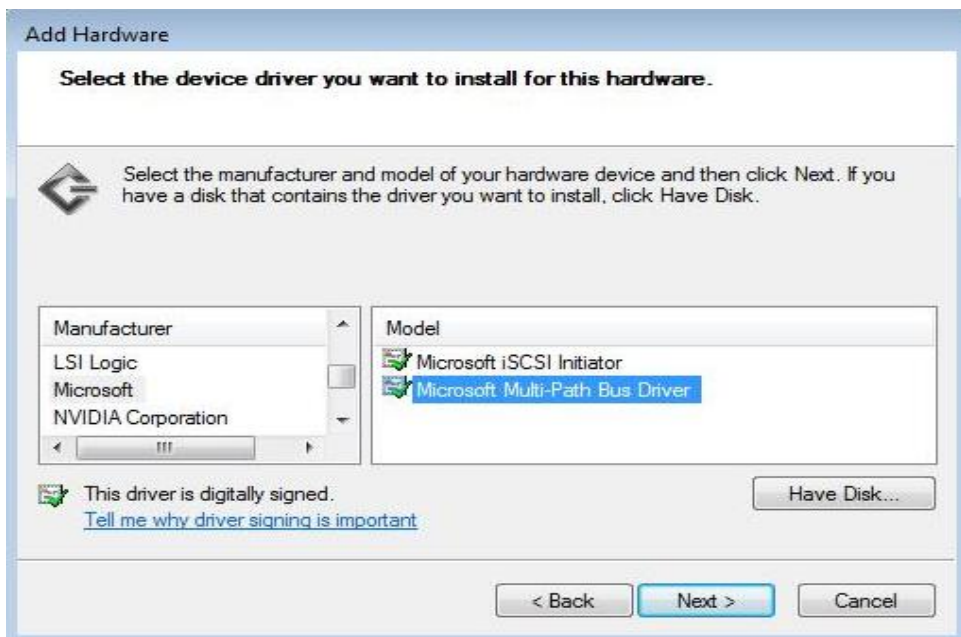 Add Hardware
Select the device driver you want to install for this hardware.
Select the manufacturer and model of your hardware device and then click Next. If you
have a disk that contains the driver you want to install, click Have Disk.
Manufacturer
LSI Logic
Microsoft
NVIDIA Corporation
Model
Microsoft iSCSI Initiator
Microsoft Multi-Path Bus Driver
This driver is digitally signed.
Tell me why driver signing is important
Have Disk...
< Back
Next >
Cancel